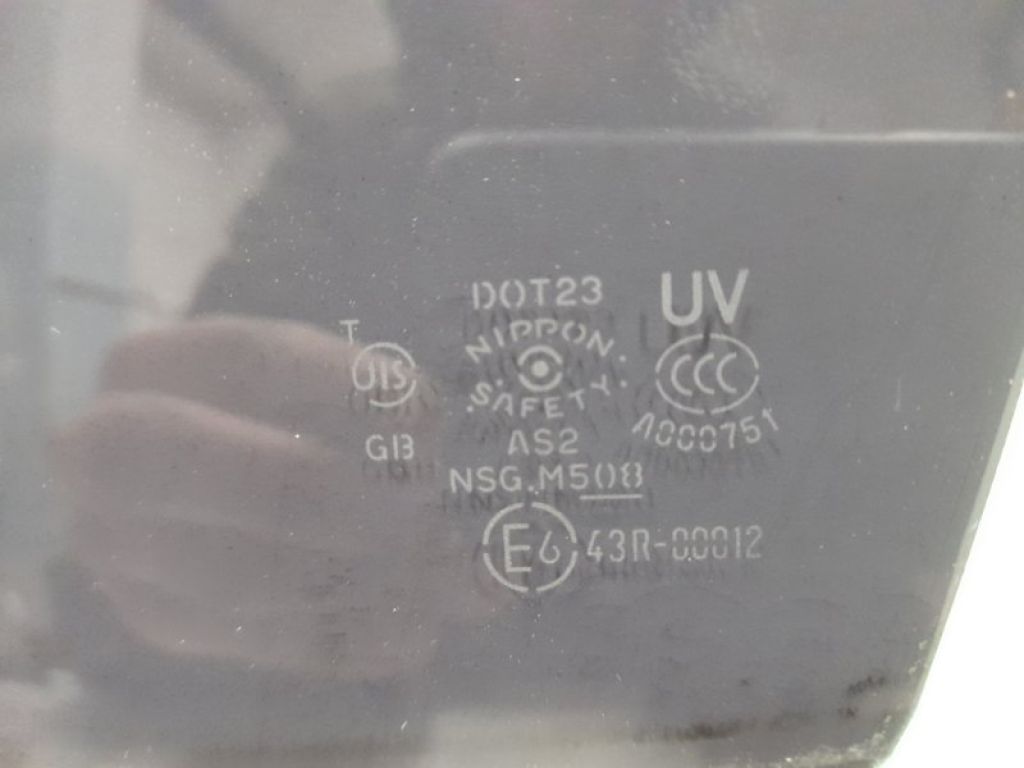 DOT23
UV
T
NIPPON
JIS
CCC
SAFETY
A000751
GB
AS2
NSG.M508
E6 43R-00012